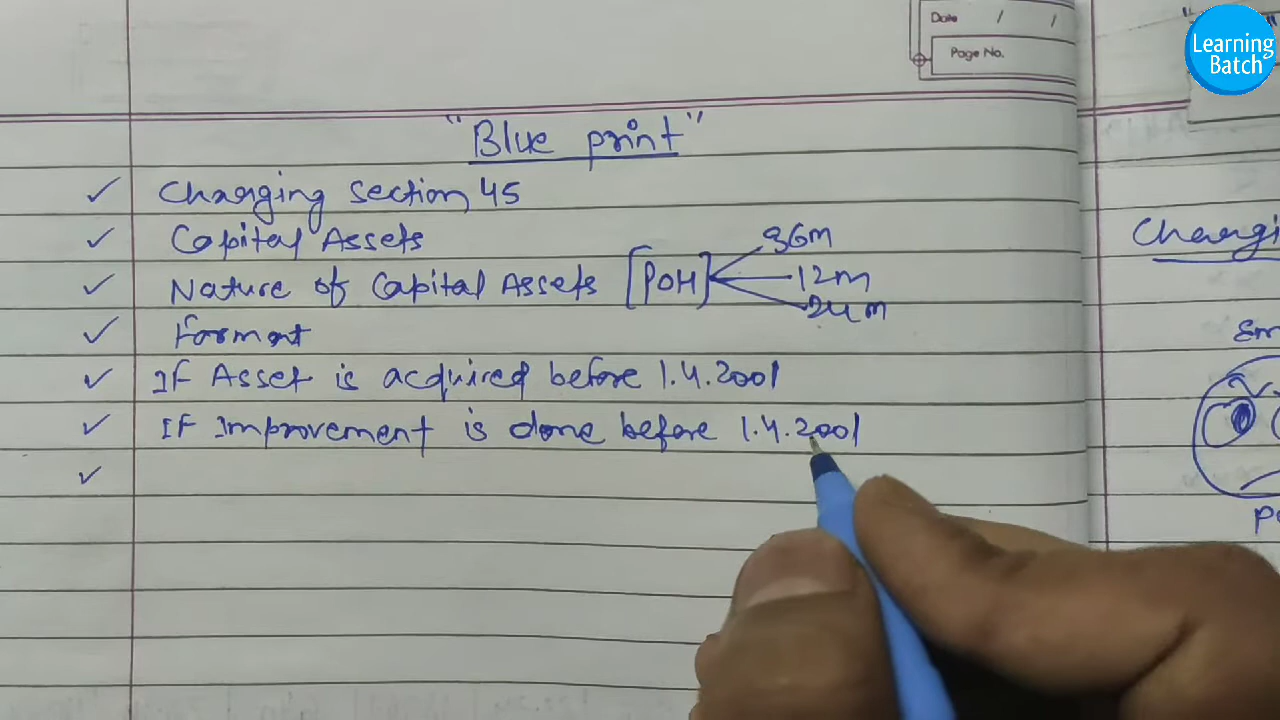 Date / /
Page No.
Learning
Batch
"Blue print"
Charging section 45
Capital Assets
Nature of Capital Assets [POH] 36m
12m
24m
Format
If Asset is acquired before 1.4.2001
If Improvement is done before 1.4.2001
Chargi